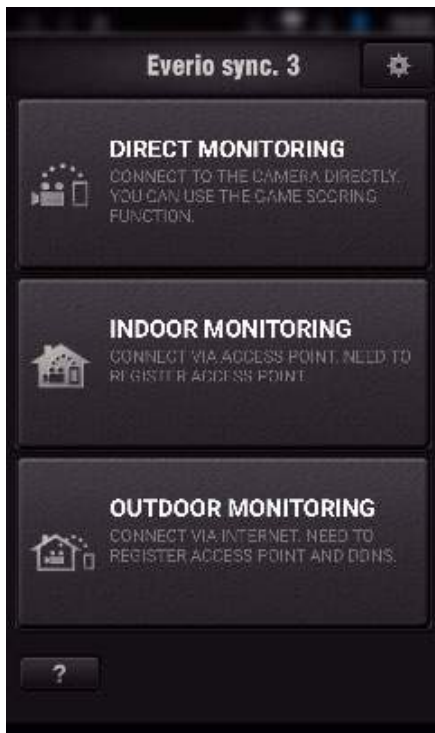 Everio sync. 3
DIRECT MONITORING
CONNECT TO THE CAMERA DIRECTLY.
YOU CAN USE THE GAME SCORING
FUNCTION.
INDOOR MONITORING
CONNECT VIA ACCESS POINT. NEED TO
REGISTER ACCESS POINT.
OUTDOOR MONITORING
CONNECT VIA INTERNET. NEED TO
REGISTER ACCESS POINT AND DDNS.
?